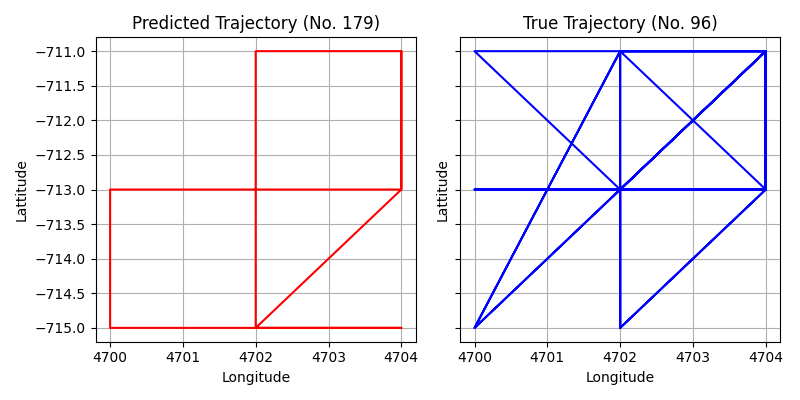 Predicted Trajectory (No. 179)
True Trajectory (No. 96)
−711.0
−711.5
−712.0
−712.5
−713.0
−713.5
−714.0
−714.5
−715.0
Lattitude
Lattitude
4700 4701 4702 4703 4704
4700 4701 4702 4703 4704
Longitude
Longitude